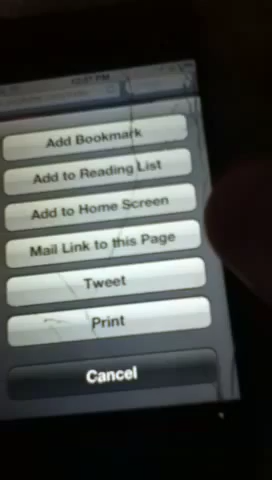 12:07 PM
Add Bookmark
Add to Reading List
Add to Home Screen
Mail Link to this Page
Tweet
Print
Cancel